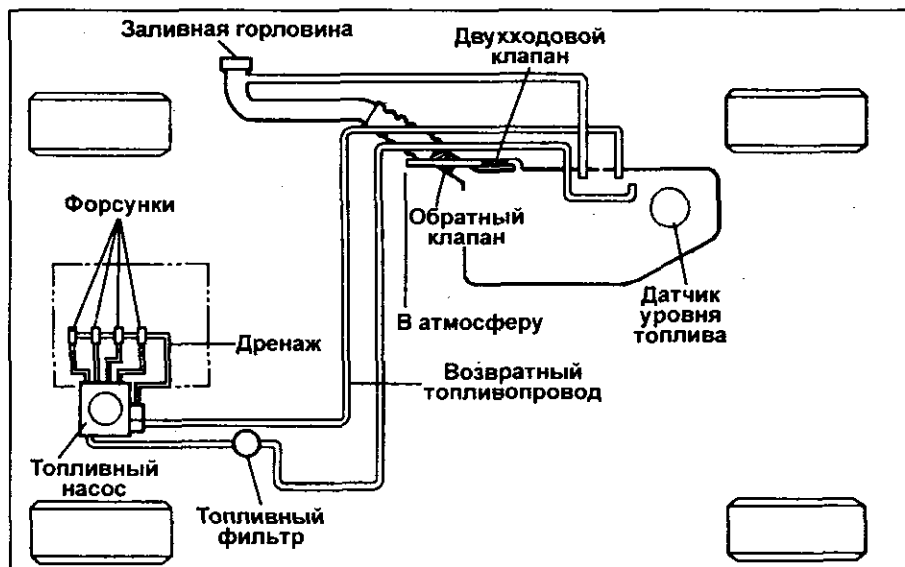 Заливная горловина
Двухходовой
клапан
Форсунки
Обратный
клапан
Датчик
уровня
топлива
В атмосферу
Дренаж
Возвратный
топливопровод
Топливный
насос
Топливный
фильтр